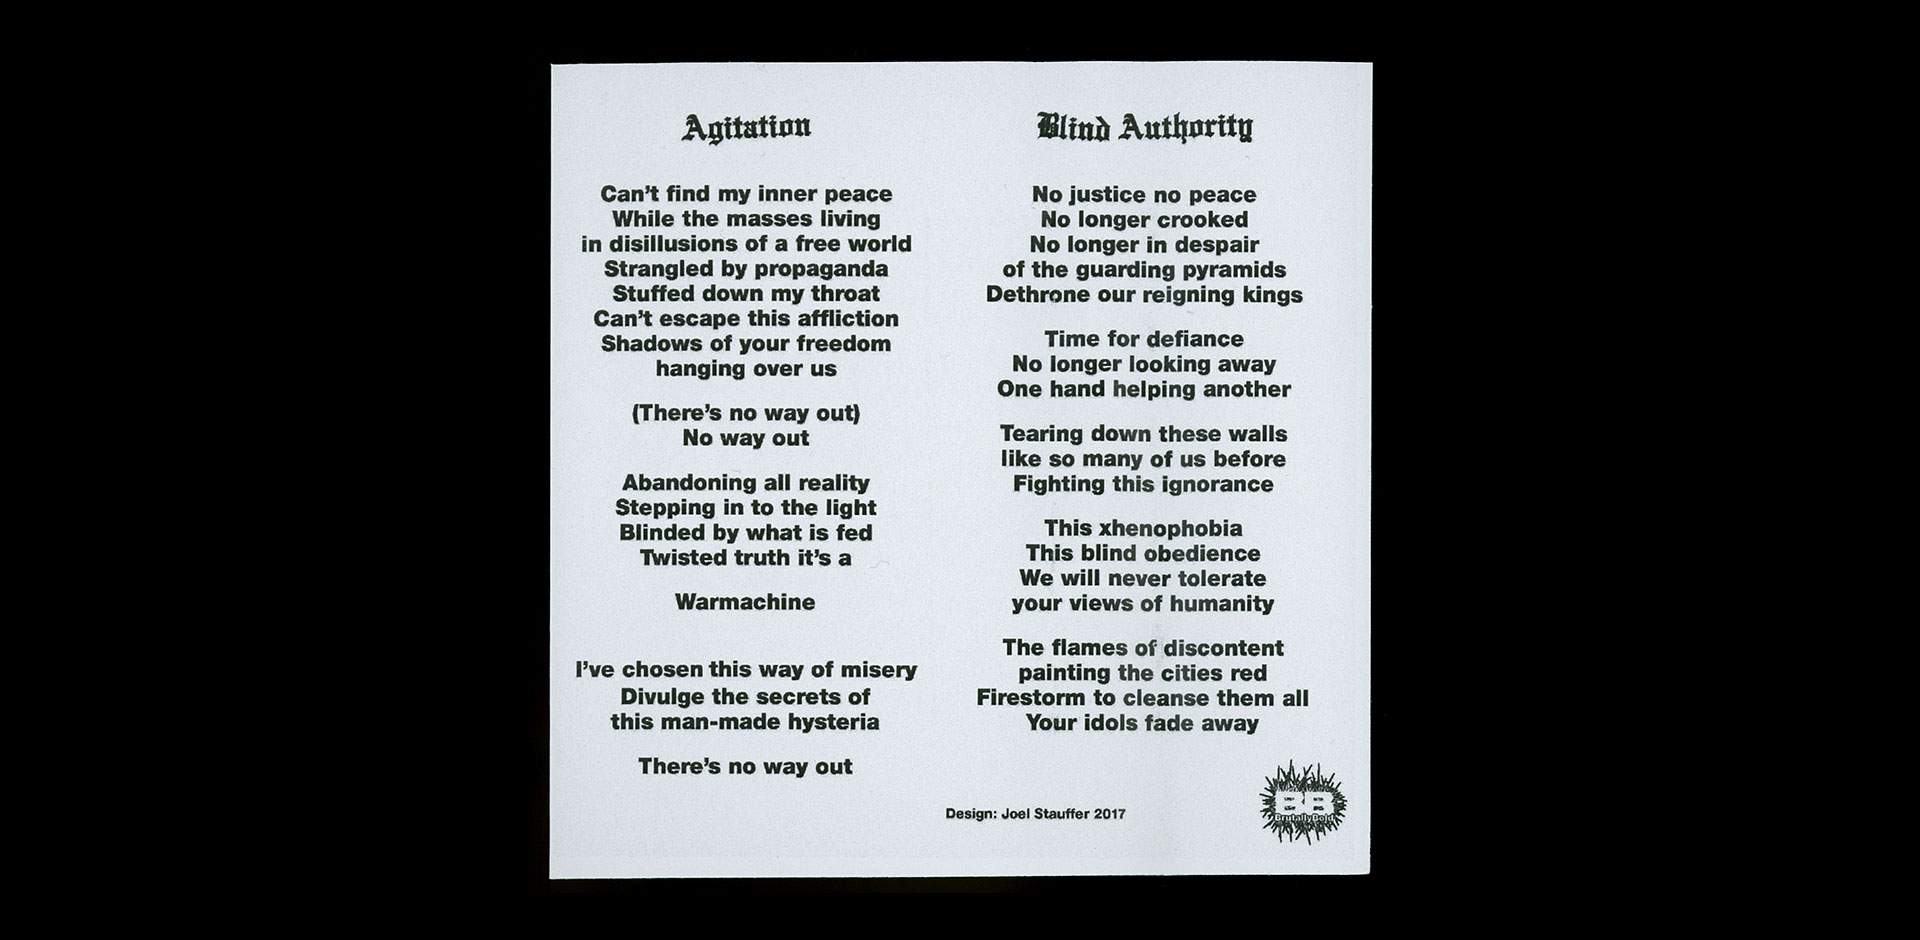 Agitation
Can't find my inner peace
While the masses living
in disillusions of a free world
Strangled by propaganda
Stuffed down my throat
Can't escape this affliction
Shadows of your freedom
hanging over us
(There's no way out)
No way out
Abandoning all reality
Stepping in to the light
Blinded by what is fed
Twisted truth it's a
Warmachine
I've chosen this way of misery
Divulge the secrets of
this man-made hysteria
There's no way out
Blind Authority
No justice no peace
No longer crooked
No longer in despair
of the guarding pyramids
Dethrone our reigning kings
Time for defiance
No longer looking away
One hand helping another
Tearing down these walls
like so many of us before
Fighting this ignorance
This xhenophobia
This blind obedience
We will never tolerate
your views of humanity
The flames of discontent
painting the cities red
Firestorm to cleanse them all
Your idols fade away
Design: Joel Stauffer 2017
BB
BrutallyBold